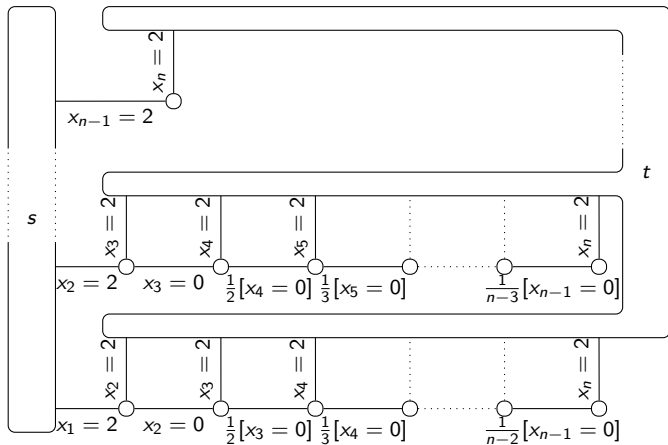 x_n = 2
x_{n−1} = 2
s
t
x_3 = 2
x_4 = 2
x_5 = 2
x_n = 2
x_2 = 2
x_3 = 0
1/2[x_4 = 0]
1/3[x_5 = 0]
1/(n−3)[x_{n−1} = 0]
x_2 = 2
x_3 = 2
x_4 = 2
x_n = 2
x_1 = 2
x_2 = 0
1/2[x_3 = 0]
1/3[x_4 = 0]
1/(n−2)[x_{n−1} = 0]